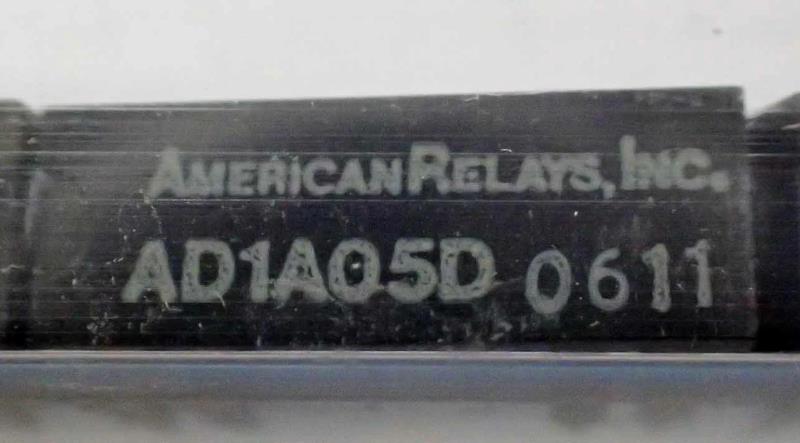 American Relays, Inc.
AD1A05D 0611